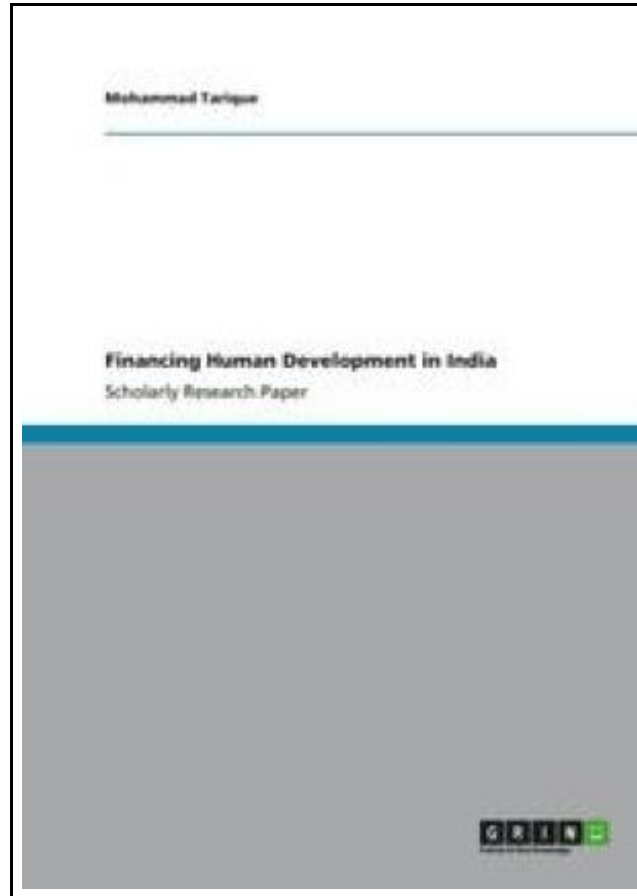 Mohammad Tarique
Financing Human Development in India
Scholarly Research Paper
GRIN